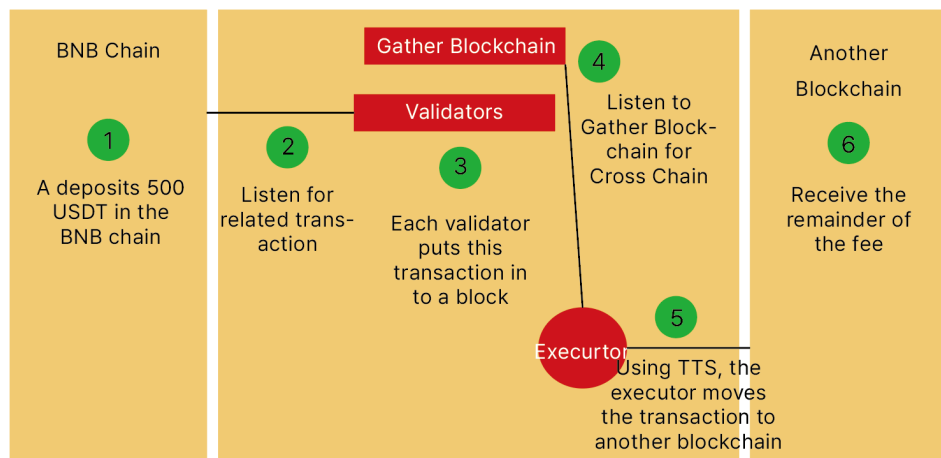 BNB Chain
1
A deposits 500
USDT in the
BNB chain
2
Listen for
related trans-
action
Gather Blockchain
Validators
3
Each validator
puts this
transaction in
to a block
4
Listen to
Gather Block-
chain for
Cross Chain
Execurtor
5
Using TTS, the
executor moves
the transaction to
another blockchain
Another
Blockchain
6
Receive the
remainder of
the fee